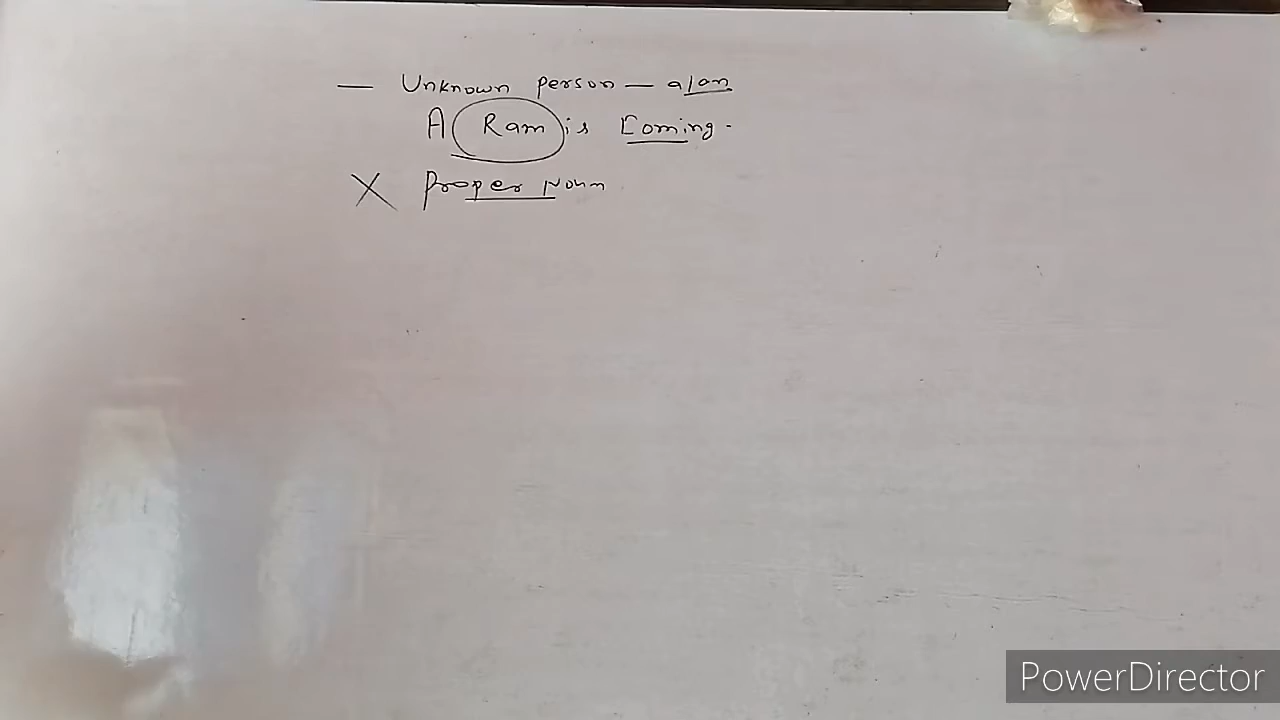 — Unknown person — a/an
A Ram is Coming.
X Proper Noun
PowerDirector